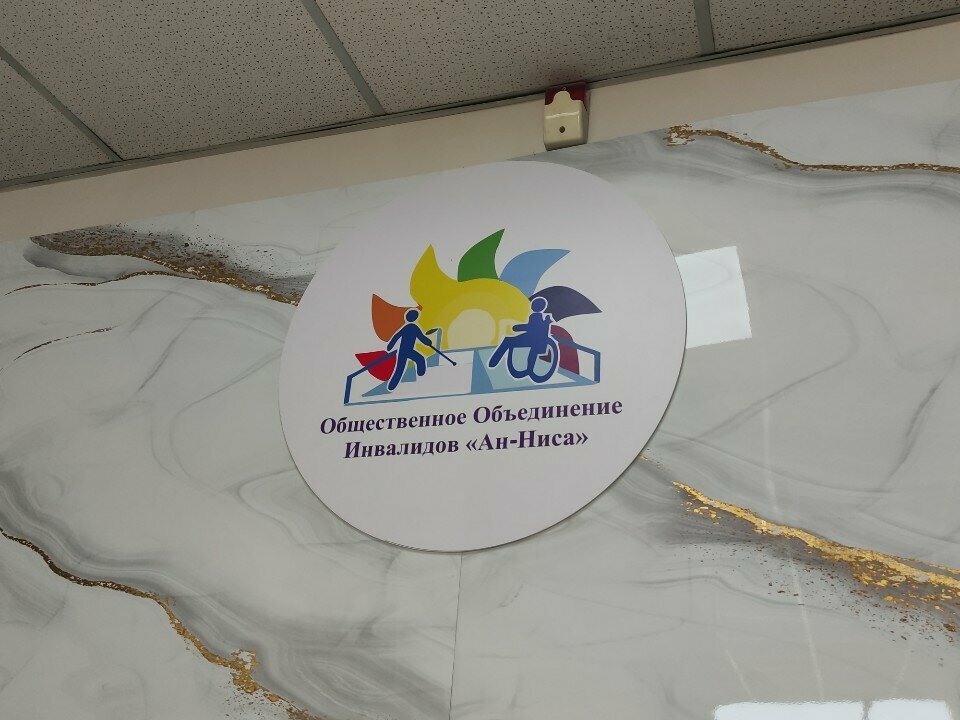 Общественное Объединение
Инвалидов «Ан-Ниса»